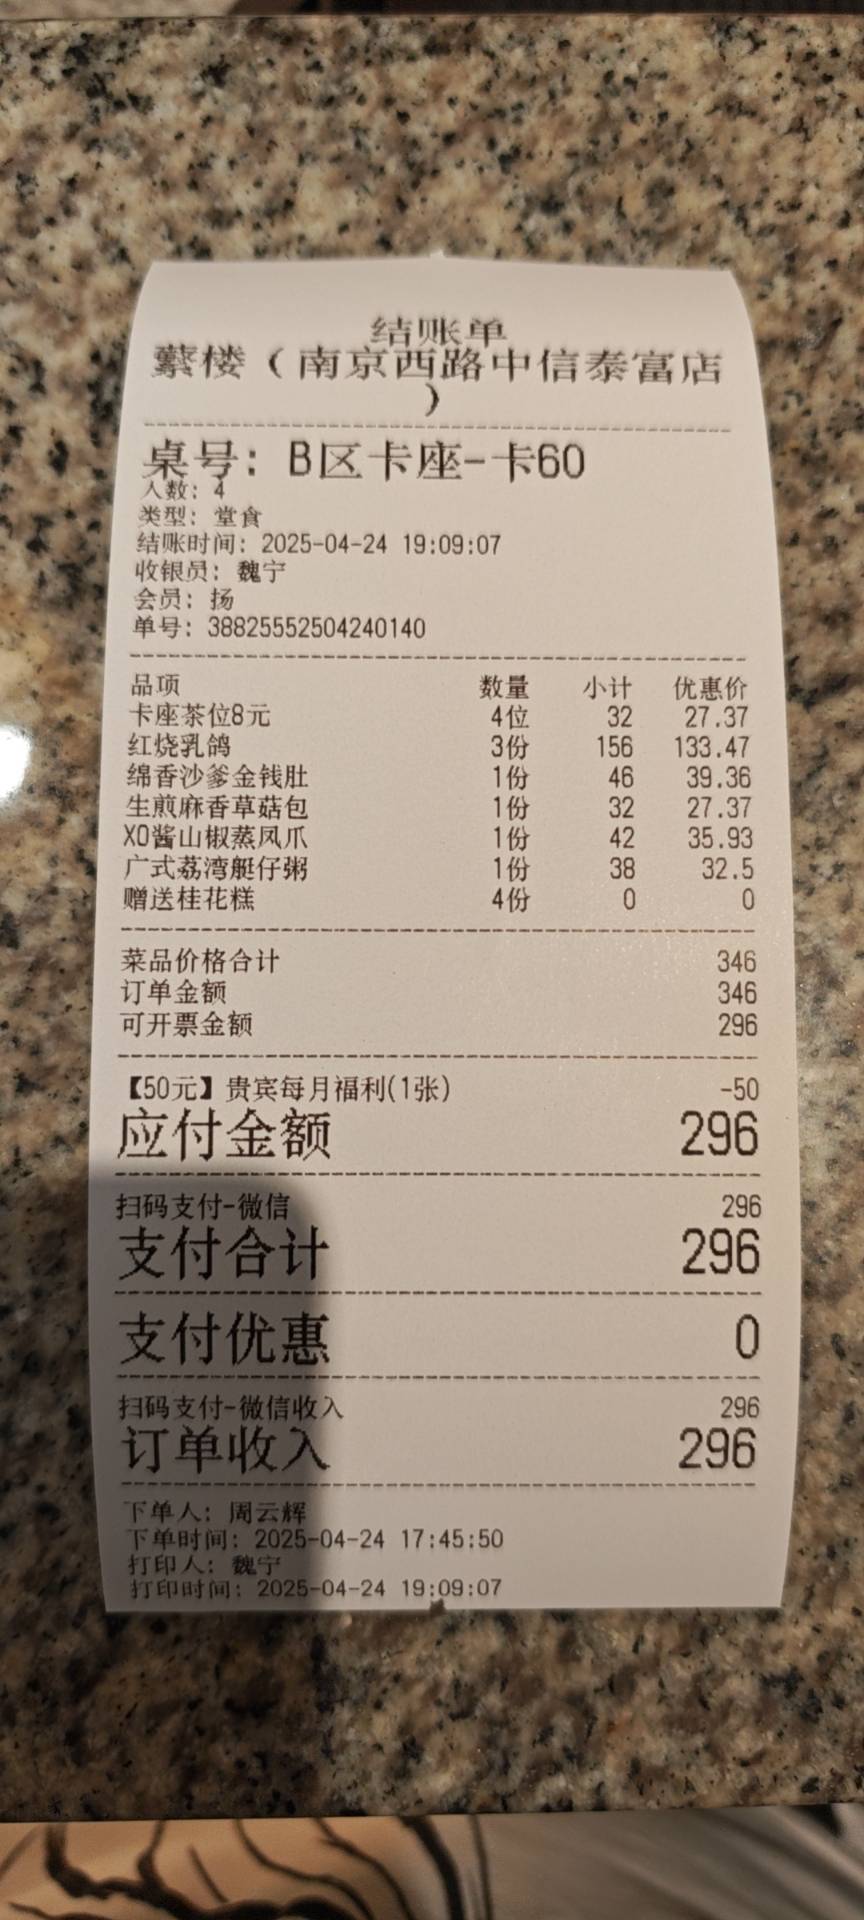 结账单
蘩楼（南京西路中信泰富店
）
桌号: B区卡座-卡60
人数: 4
类型: 堂食
结账时间: 2025-04-24 19:09:07
收银员: 魏宁
会员: 扬
单号: 38825552504240140
品项 数量 小计 优惠价
卡座茶位8元 4位 32 27.37
红烧乳鸽 3份 156 133.47
绵香沙爹金钱肚 1份 46 39.36
生煎麻香草菇包 1份 32 27.37
XO酱山椒蒸凤爪 1份 42 35.93
广式荔湾艇仔粥 1份 38 32.5
赠送桂花糕 4份 0 0
菜品价格合计 346
订单金额 346
可开票金额 296
【50元】贵宾每月福利(1张) -50
应付金额 296
扫码支付-微信 296
支付合计 296
支付优惠 0
扫码支付-微信收入 296
订单收入 296
下单人: 周云辉
下单时间: 2025-04-24 17:45:50
打印人: 魏宁
打印时间: 2025-04-24 19:09:07